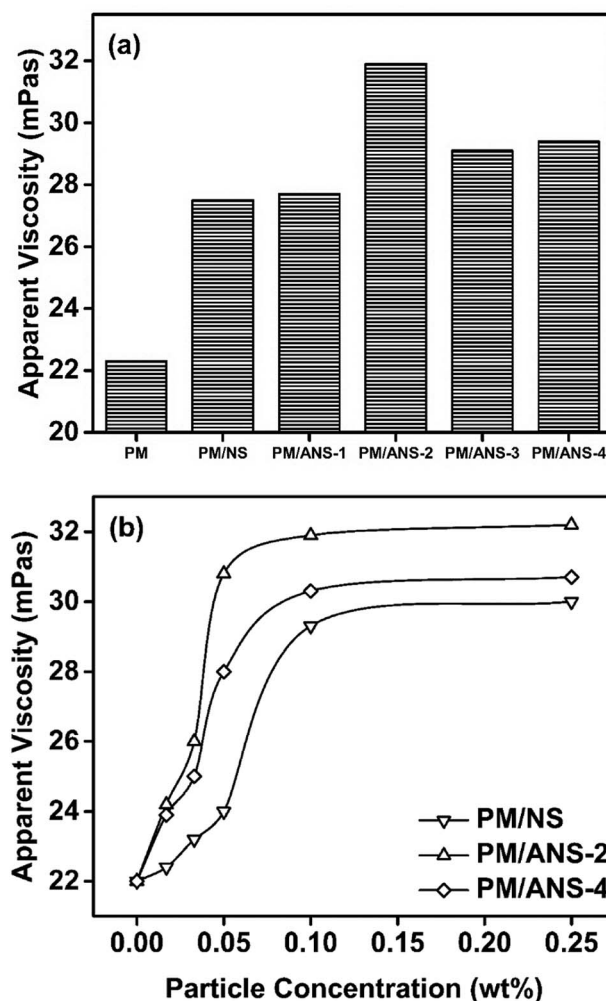 (a)
Apparent Viscosity (mPas)
32
30
28
26
24
22
20
PM PM/NS PM/ANS-1 PM/ANS-2 PM/ANS-3 PM/ANS-4
(b)
Apparent Viscosity (mPas)
32
30
28
26
24
22
PM/NS
PM/ANS-2
PM/ANS-4
0.00 0.05 0.10 0.15 0.20 0.25
Particle Concentration (wt%)